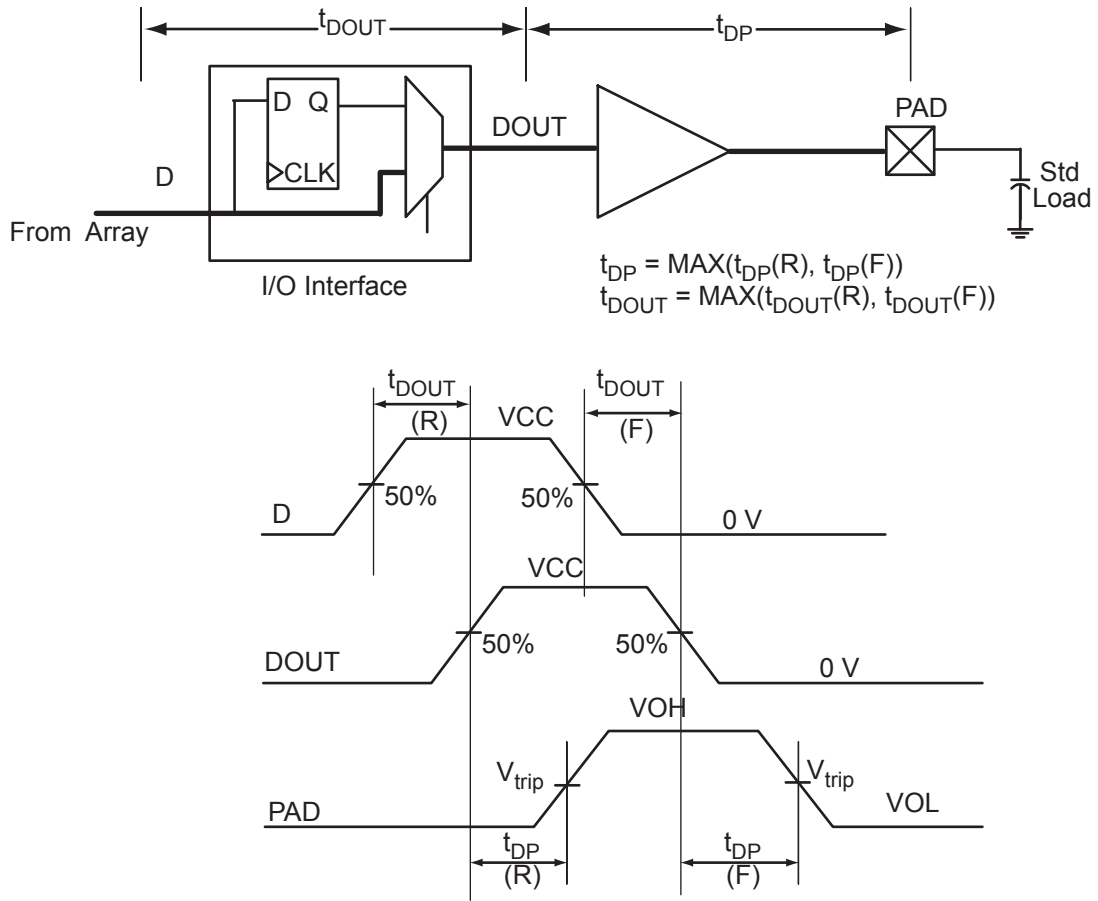 tDOUT
tDP
D Q
CLK
DOUT
PAD
D
Std
Load
From Array
I/O Interface
tDP = MAX(tDP(R), tDP(F))
tDOUT = MAX(tDOUT(R), tDOUT(F))
tDOUT
(R)
VCC
tDOUT
(F)
50%
50%
D
0 V
VCC
50%
50%
DOUT
0 V
VOH
Vtrip
Vtrip
PAD
VOL
tDP
(R)
tDP
(F)